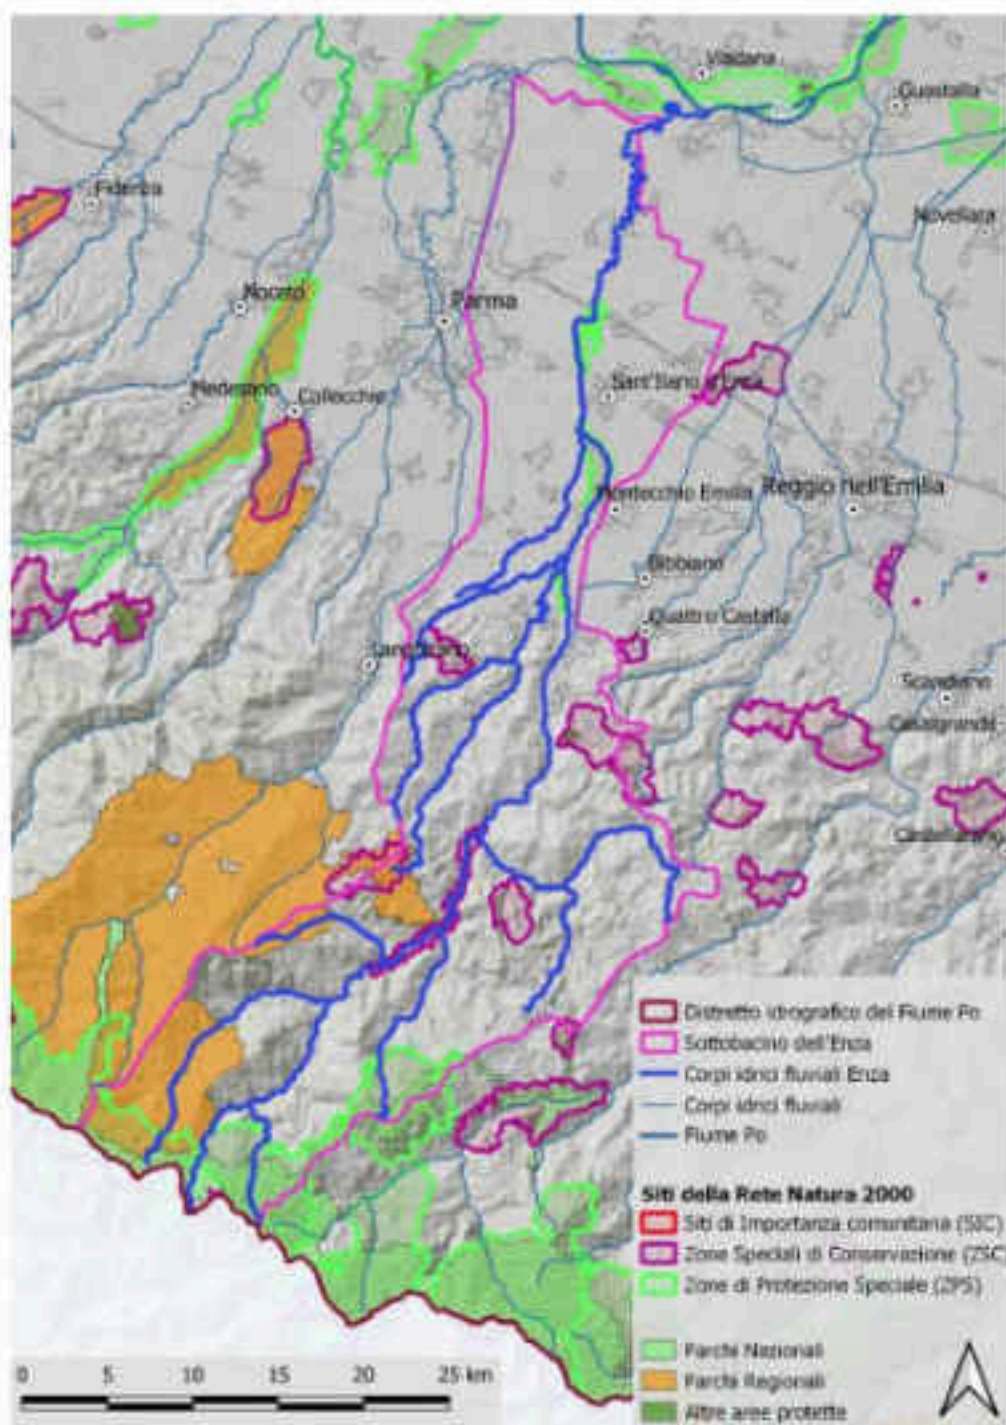 Viadana
Guastalla
Fidenza
Novellara
Noceto
Parma
Sant'Ilario d'Enza
Medesano
Collecchio
Montecchio Emilia
Reggio nell'Emilia
Bibbiano
Quattro Castella
Langhirano
Scandiano
Casalgrande
Distretto idrografico del Fiume Po
Sottobacino dell'Enza
Corpi idrici fluviali Enza
Corpi idrici fluviali
Fiume Po
Siti della Rete Natura 2000
Siti di Importanza comunitaria (SIC)
Zone Speciali di Conservazione (ZSC)
Zone di Protezione Speciale (ZPS)
Parchi Nazionali
Parchi Regionali
Altre aree protette
0 5 10 15 20 25 km